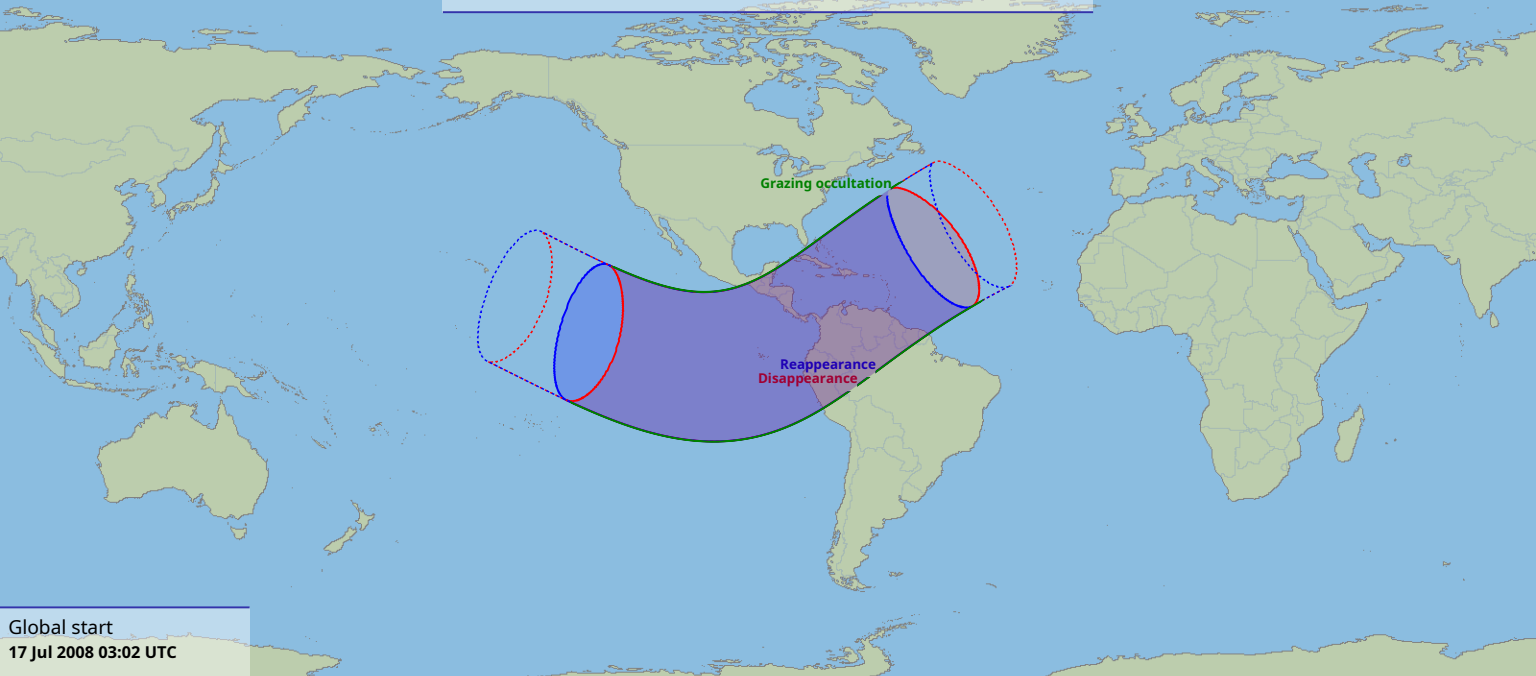 Grazing occultation
Reappearance
Disappearance
Global start
17 Jul 2008 03:02 UTC